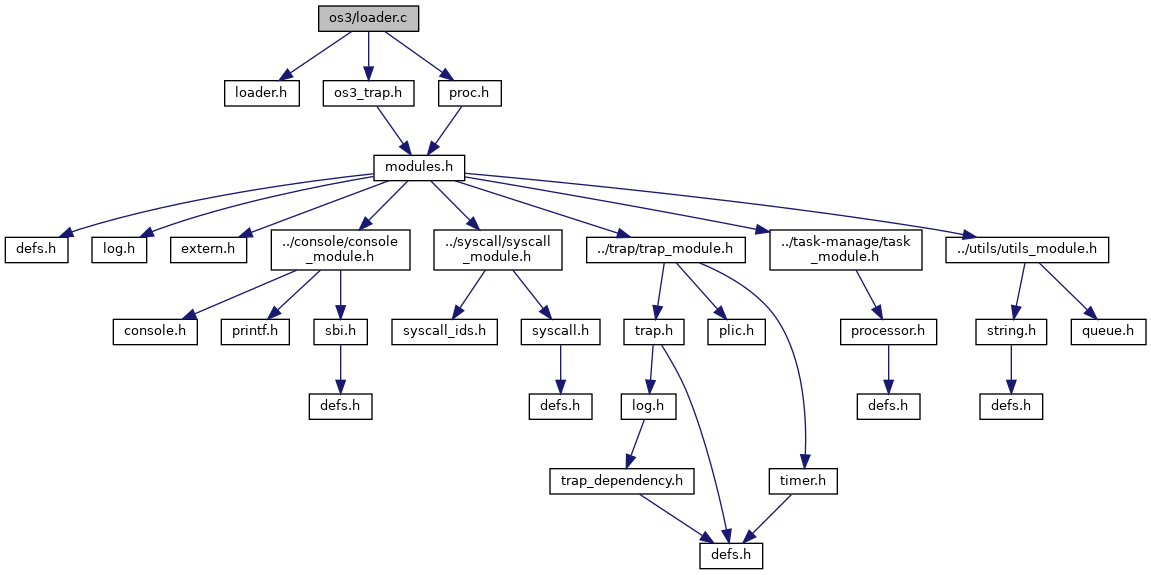 os3/loader.c
loader.h
os3_trap.h
proc.h
modules.h
defs.h
log.h
extern.h
../console/console
_module.h
../syscall/syscall
_module.h
../trap/trap_module.h
../task-manage/task
_module.h
../utils/utils_module.h
console.h
printf.h
sbi.h
syscall_ids.h
syscall.h
trap.h
plic.h
processor.h
string.h
queue.h
defs.h
defs.h
log.h
defs.h
defs.h
trap_dependency.h
timer.h
defs.h